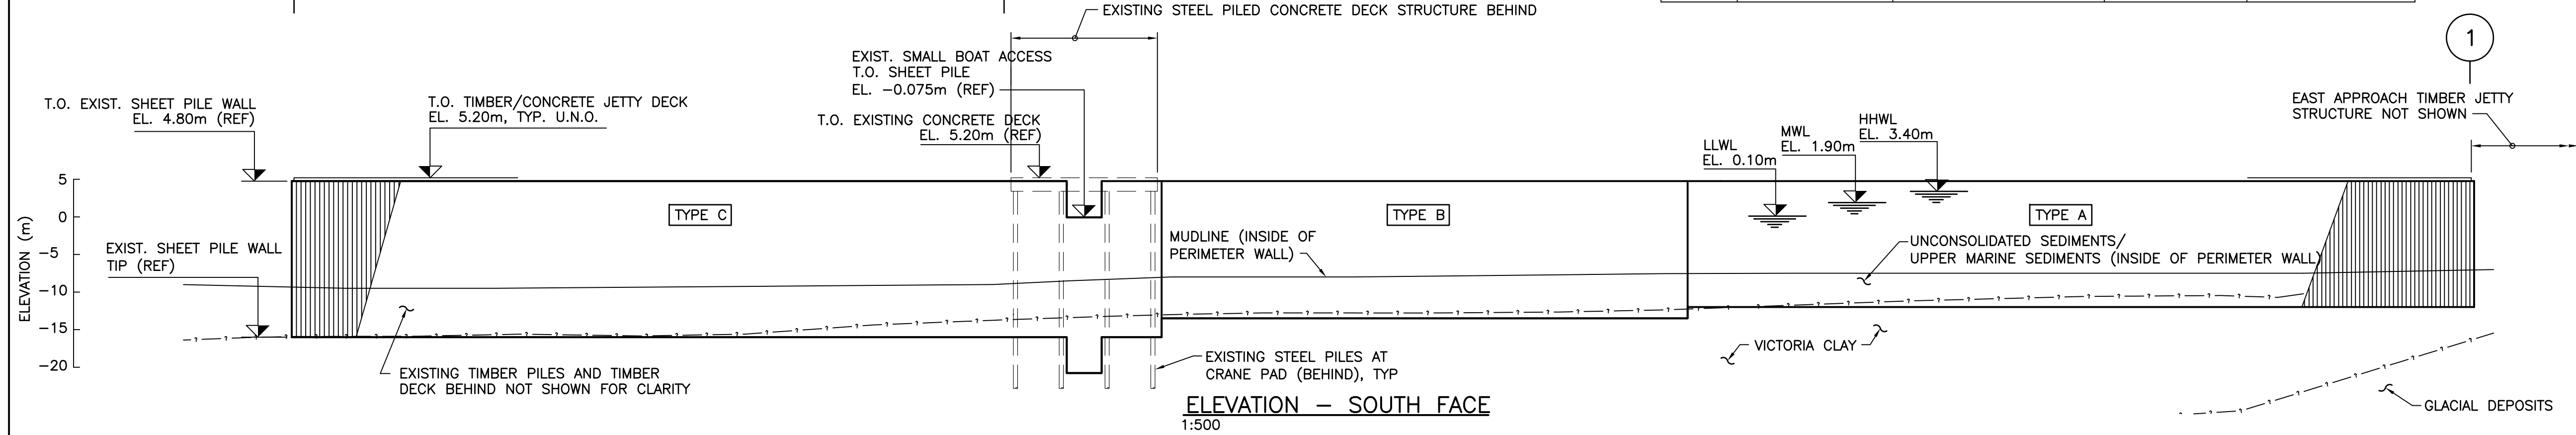 EXISTING STEEL PILED CONCRETE DECK STRUCTURE BEHIND
1
EXIST. SMALL BOAT ACCESS
T.O. SHEET PILE
EL. -0.075m (REF)
T.O. EXIST. SHEET PILE WALL
EL. 4.80m (REF)
T.O. TIMBER/CONCRETE JETTY DECK
EL. 5.20m, TYP. U.N.O.
T.O. EXISTING CONCRETE DECK
EL. 5.20m (REF)
LLWL
EL. 0.10m
MWL
EL. 1.90m
HHWL
EL. 3.40m
EAST APPROACH TIMBER JETTY
STRUCTURE NOT SHOWN
ELEVATION (m)
5
0
-5
-10
-15
-20
TYPE C
TYPE B
TYPE A
EXIST. SHEET PILE WALL
TIP (REF)
MUDLINE (INSIDE OF
PERIMETER WALL)
UNCONSOLIDATED SEDIMENTS/
UPPER MARINE SEDIMENTS (INSIDE OF PERIMETER WALL)
EXISTING TIMBER PILES AND TIMBER
DECK BEHIND NOT SHOWN FOR CLARITY
EXISTING STEEL PILES AT
CRANE PAD (BEHIND), TYP
VICTORIA CLAY
GLACIAL DEPOSITS
ELEVATION - SOUTH FACE
1:500